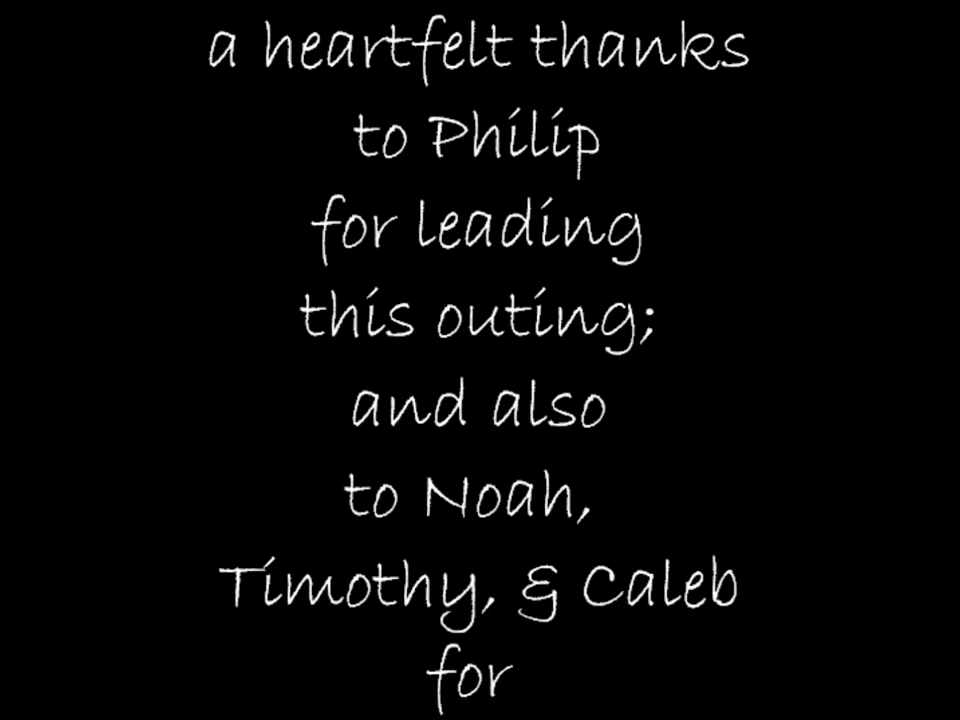 a heartfelt thanks
to Philip
for leading
this outing;
and also
to Noah,
Timothy, & Caleb
for